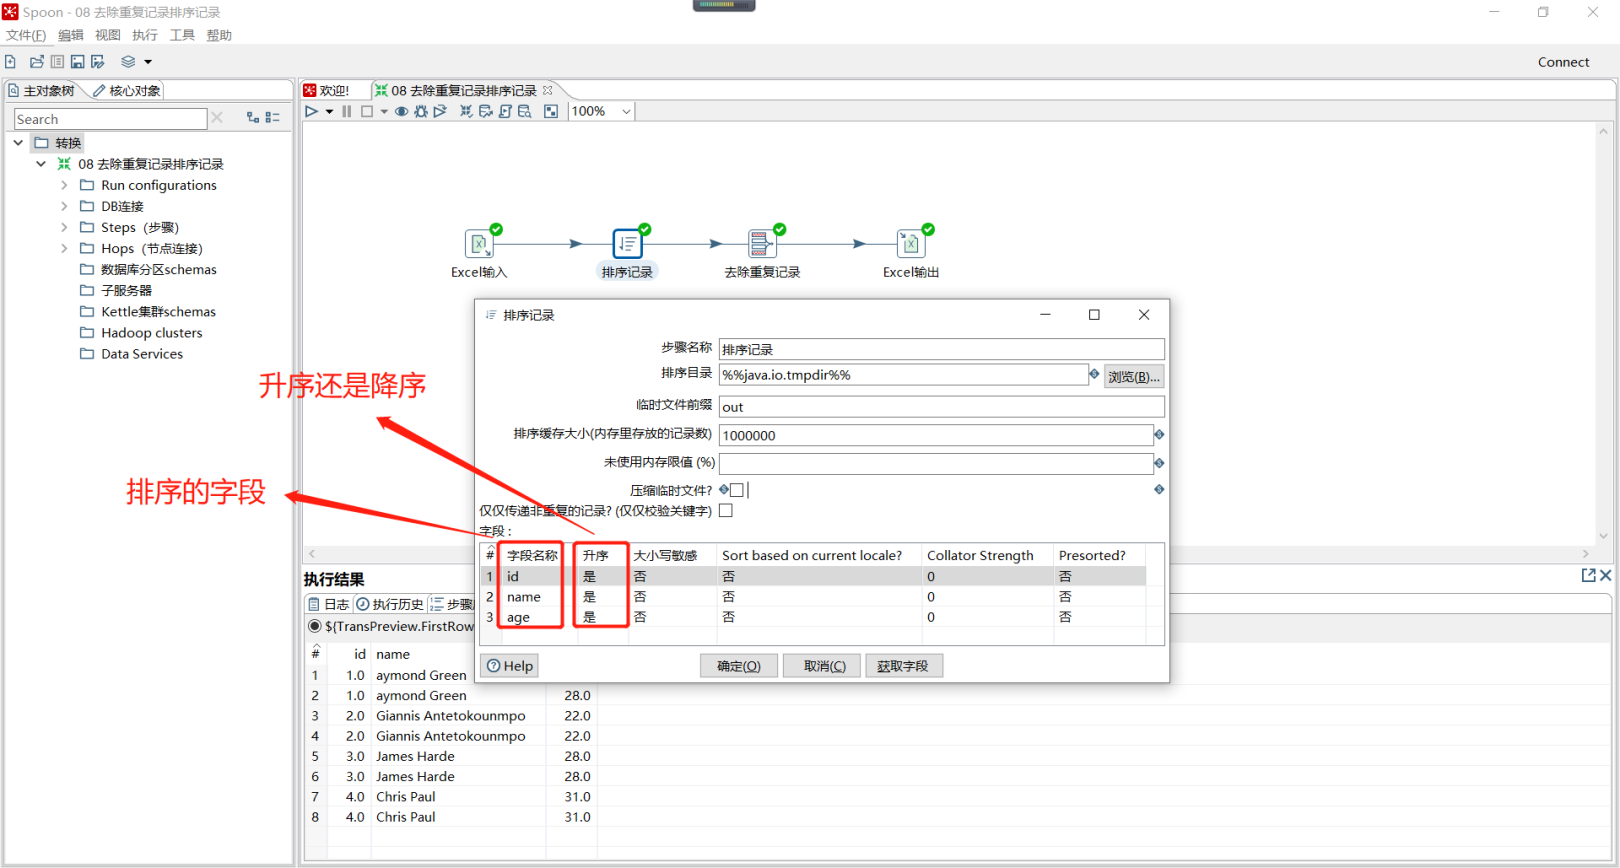 Spoon - 08 去除重复记录排序记录
文件(F) 编辑 视图 执行 工具 帮助
Connect
主对象树 核心对象
Search
转换
08 去除重复记录排序记录
Run configurations
DB连接
Steps（步骤）
Hops（节点连接）
数据库分区schemas
子服务器
Kettle集群schemas
Hadoop clusters
Data Services
欢迎! 08 去除重复记录排序记录
100%
Excel输入 排序记录 去除重复记录 Excel输出
升序还是降序
排序的字段
排序记录
步骤名称 排序记录
排序目录 %%java.io.tmpdir%% 浏览(B)...
临时文件前缀 out
排序缓存大小(内存里存放的记录数) 1000000
未使用内存限值 (%)
压缩临时文件?
仅仅传递非重复的记录? (仅仅校验关键字)
字段 :
# 字段名称 升序 大小写敏感 Sort based on current locale? Collator Strength Presorted?
1 id 是 否 否 0 否
2 name 是 否 否 0 否
3 age 是 否 否 0 否
Help 确定(O) 取消(C) 获取字段
执行结果
日志 执行历史 步骤
${TransPreview.FirstRow
# id name
1 1.0 aymond Green
2 1.0 aymond Green 28.0
3 2.0 Giannis Antetokounmpo 22.0
4 2.0 Giannis Antetokounmpo 22.0
5 3.0 James Harde 28.0
6 3.0 James Harde 28.0
7 4.0 Chris Paul 31.0
8 4.0 Chris Paul 31.0